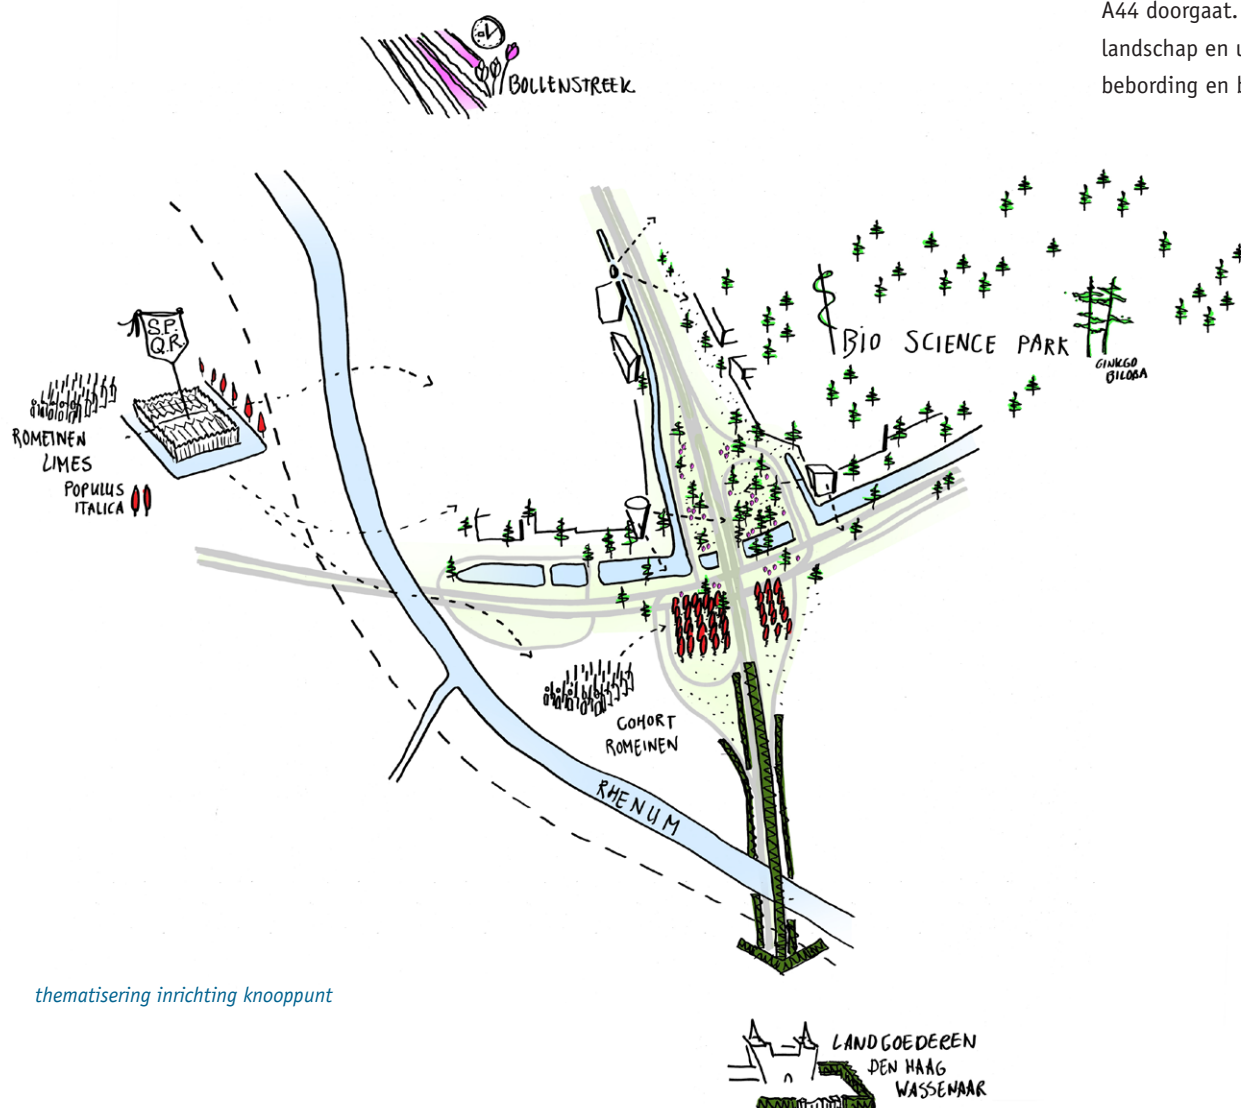 A44 doorgaat.
landschap en u
bebording en b
BOLLENSTREEK
S.P.
Q.R.
ROMEINEN
LIMES
POPULUS
ITALICA
BIO SCIENCE PARK
GINKGO
BILOBA
COHORT
ROMEINEN
RHENUM
thematisering inrichting knooppunt
LANDGOEDEREN
DEN HAAG
WASSENAAR